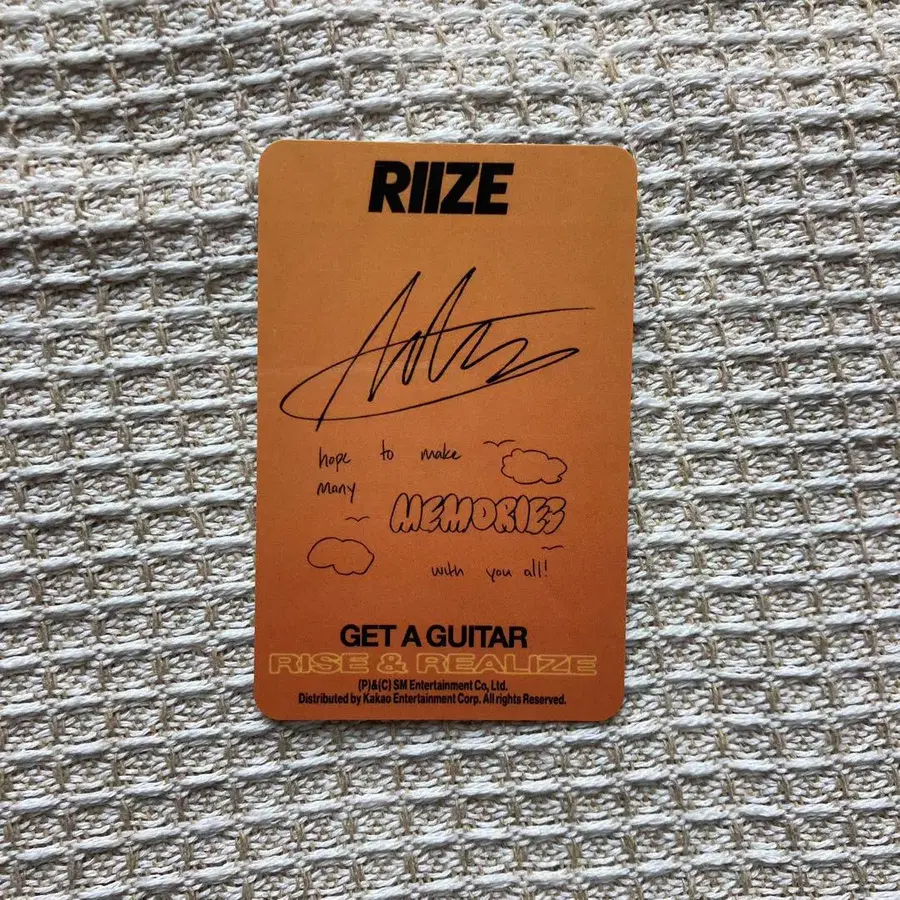 RIIZE
hope to make
many
MEMORIES
with you all!
GET A GUITAR
RISE & REALIZE
(P)&(C) SM Entertainment Co., Ltd.
Distributed by Kakao Entertainment Corp. All rights Reserved.